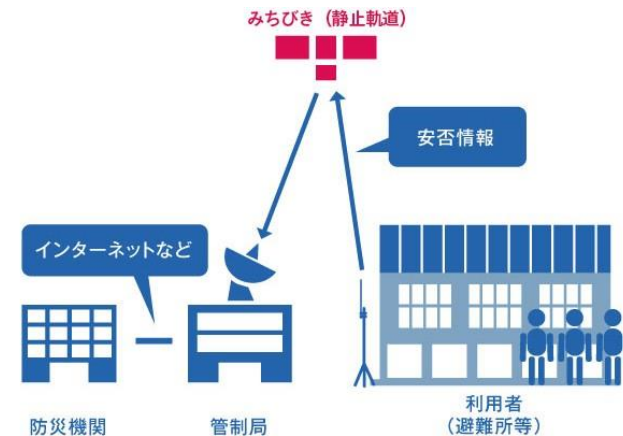 みちびき（静止軌道）
安否情報
インターネットなど
防災機関
管制局
利用者
（避難所等）